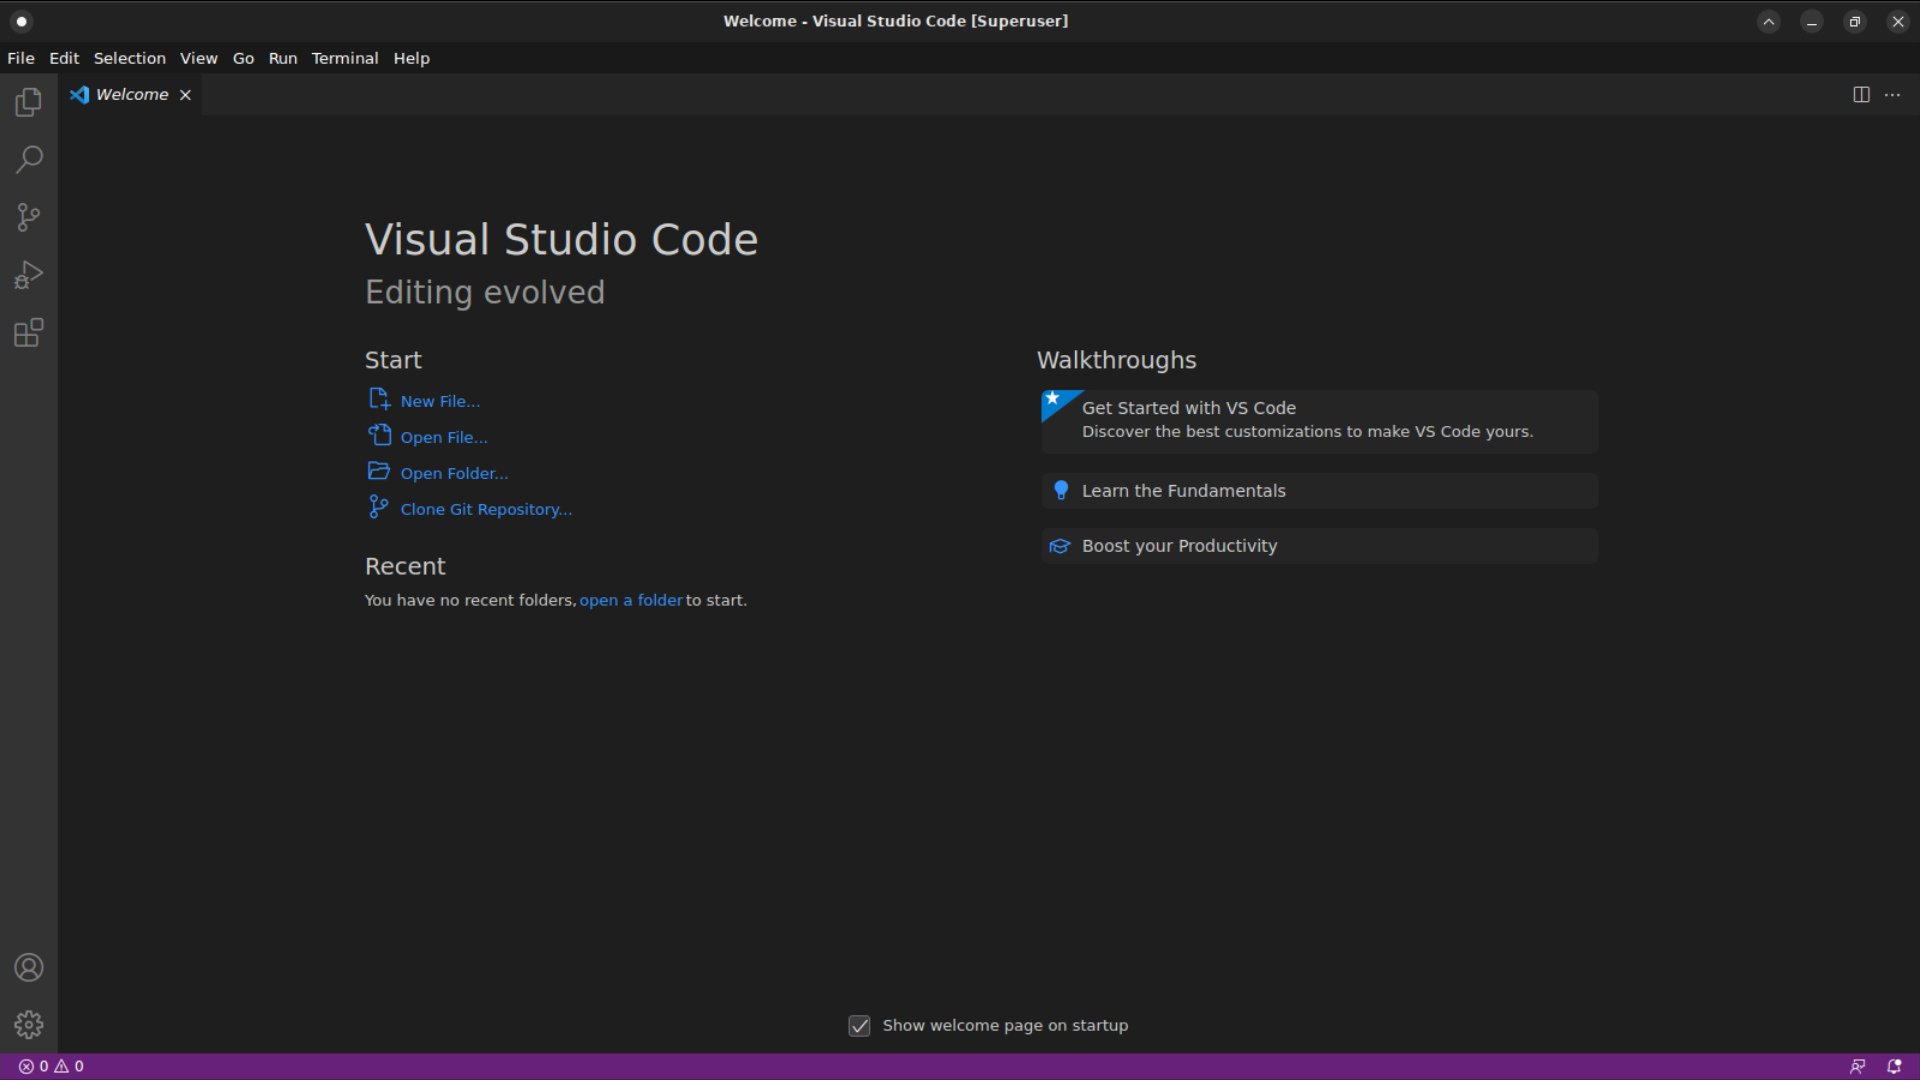 Welcome - Visual Studio Code [Superuser]
File Edit Selection View Go Run Terminal Help
Welcome
Visual Studio Code
Editing evolved
Start
New File...
Open File...
Open Folder...
Clone Git Repository...
Recent
You have no recent folders, open a folder to start.
Walkthroughs
Get Started with VS Code
Discover the best customizations to make VS Code yours.
Learn the Fundamentals
Boost your Productivity
Show welcome page on startup
0 0